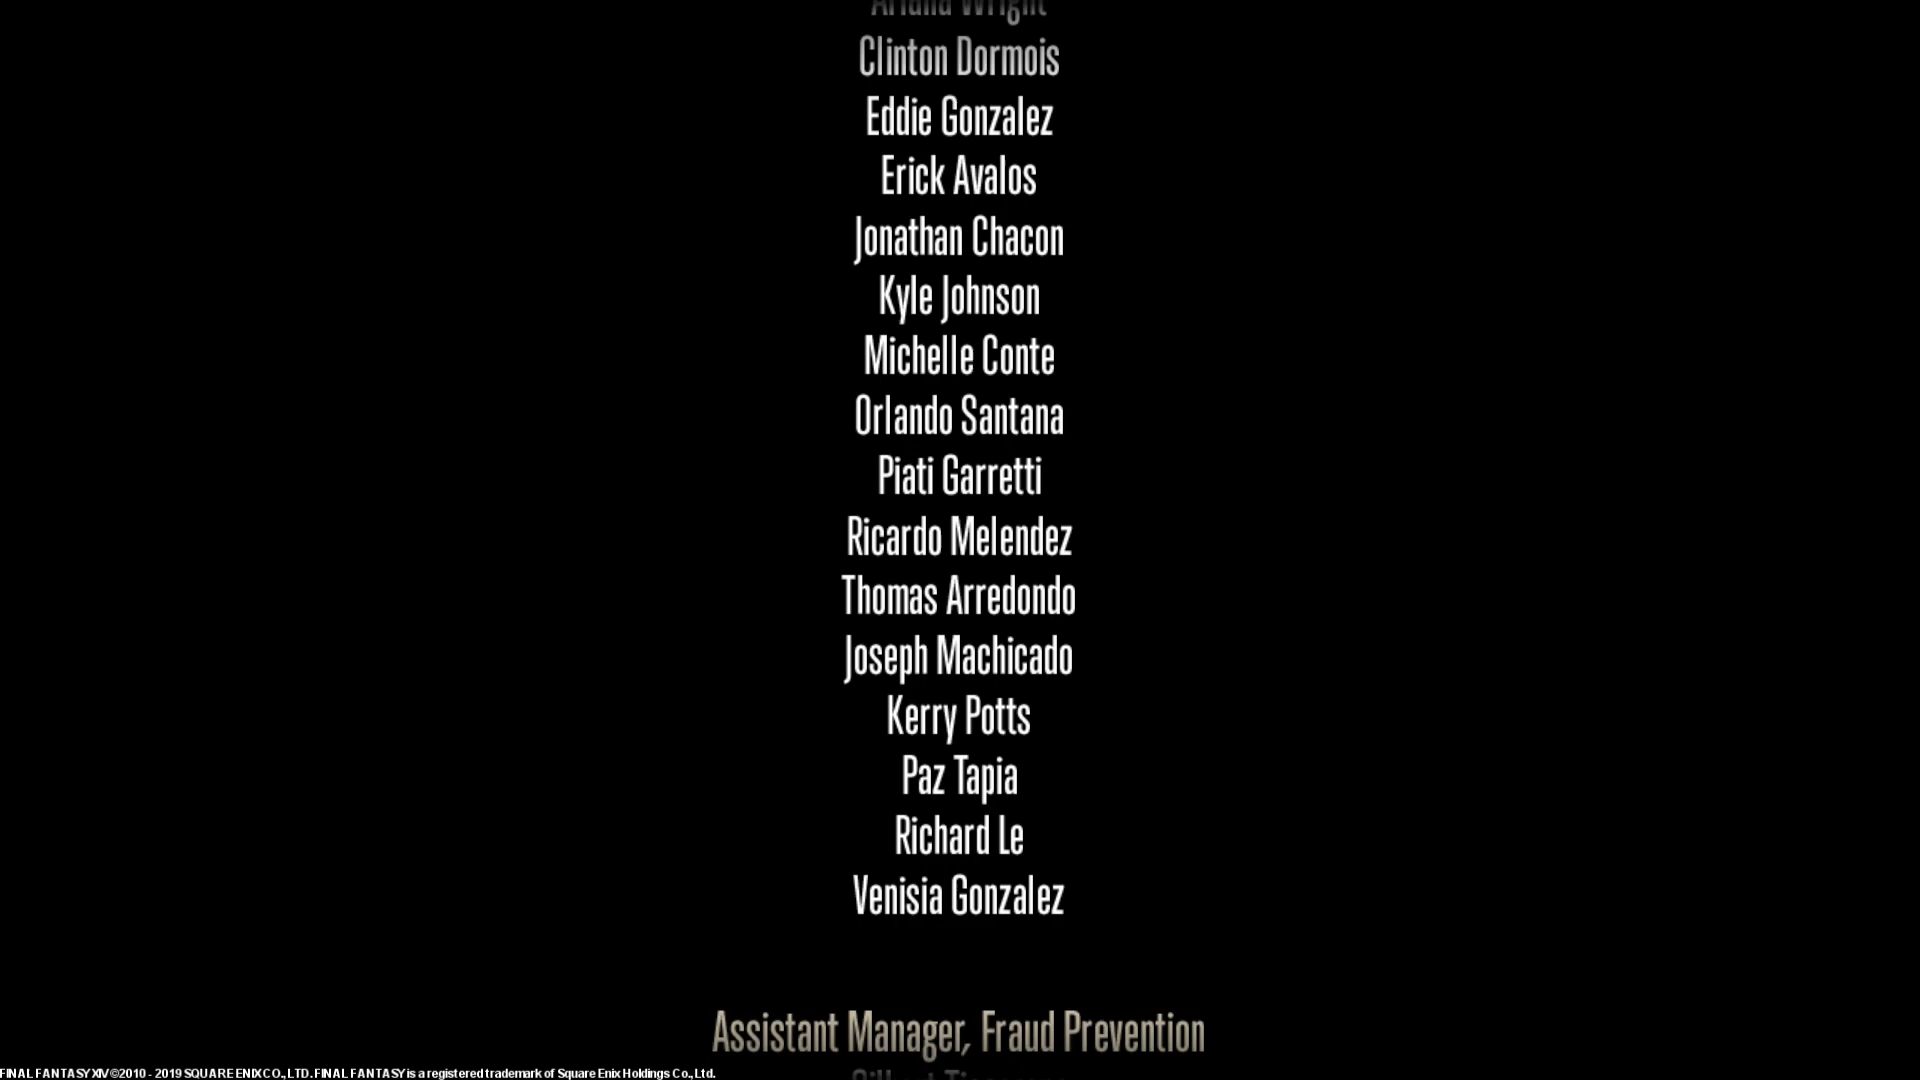 Ariana Wright
Clinton Dormois
Eddie Gonzalez
Erick Avalos
Jonathan Chacon
Kyle Johnson
Michelle Conte
Orlando Santana
Piati Garretti
Ricardo Melendez
Thomas Arredondo
Joseph Machicado
Kerry Potts
Paz Tapia
Richard Le
Venisia Gonzalez
Assistant Manager, Fraud Prevention
FINAL FANTASY XIV ©2010 - 2019 SQUARE ENIX CO., LTD. FINAL FANTASY is a registered trademark of Square Enix Holdings Co., Ltd.